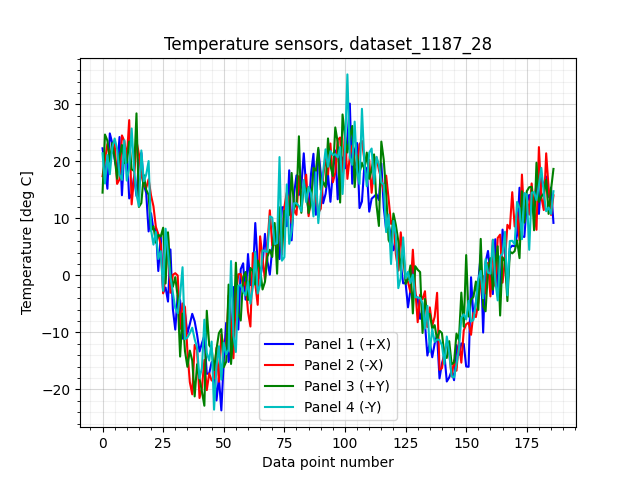 Temperature sensors, dataset_1187_28
Temperature [deg C]
30
20
10
0
−10
−20
Panel 1 (+X)
Panel 2 (-X)
Panel 3 (+Y)
Panel 4 (-Y)
0 25 50 75 100 125 150 175
Data point number